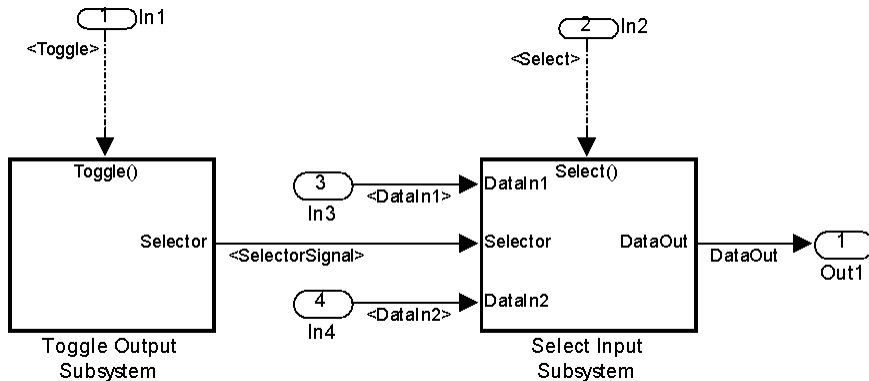 1 In1
<Toggle>
2 In2
<Select>
Toggle()
Selector
Toggle Output
Subsystem
<SelectorSignal>
3
In3
<DataIn1>
4
In4
<DataIn2>
Select()
DataIn1
Selector
DataOut
DataIn2
Select Input
Subsystem
DataOut
1
Out1